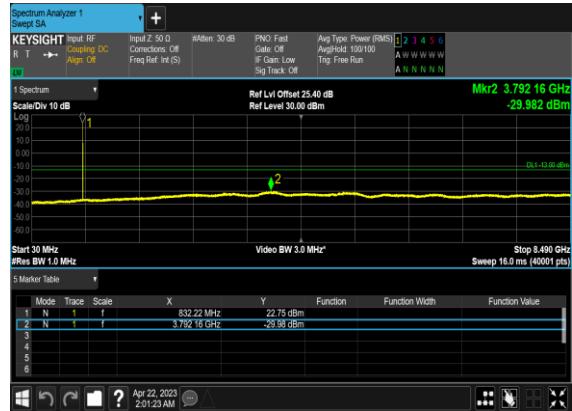 Spectrum Analyzer 1
Swept SA
+
KEYSIGHT Input: RF Input Z: 50 Ω #Atten: 30 dB PNO: Fast Avg Type: Power (RMS) 1 2 3 4 5 6
R T Coupling: DC Corrections: Off Gate: Off Avg|Hold: 100/100 A W W W W W
Align: Off Freq Ref: Int (S) IF Gain: Low Trig: Free Run
Sig Track: Off A N N N N N
1 Spectrum Ref Lvl Offset 25.40 dB Mkr2 3.792 16 GHz
Scale/Div 10 dB Ref Level 30.00 dBm -29.982 dBm
Log
20.0
10.0
0.00
-10.0
-20.0
-30.0
-40.0
-50.0
-60.0
1
2
DL1 -13.00 dBm
Start 30 MHz Video BW 3.0 MHz* Stop 8.490 GHz
#Res BW 1.0 MHz Sweep 16.0 ms (40001 pts)
5 Marker Table
Mode Trace Scale X Y Function Function Width Function Value
1 N 1 f 832.22 MHz 22.75 dBm
2 N 1 f 3.792 16 GHz -29.98 dBm
3
4
5
6
? Apr 22, 2023
2:01:23 AM